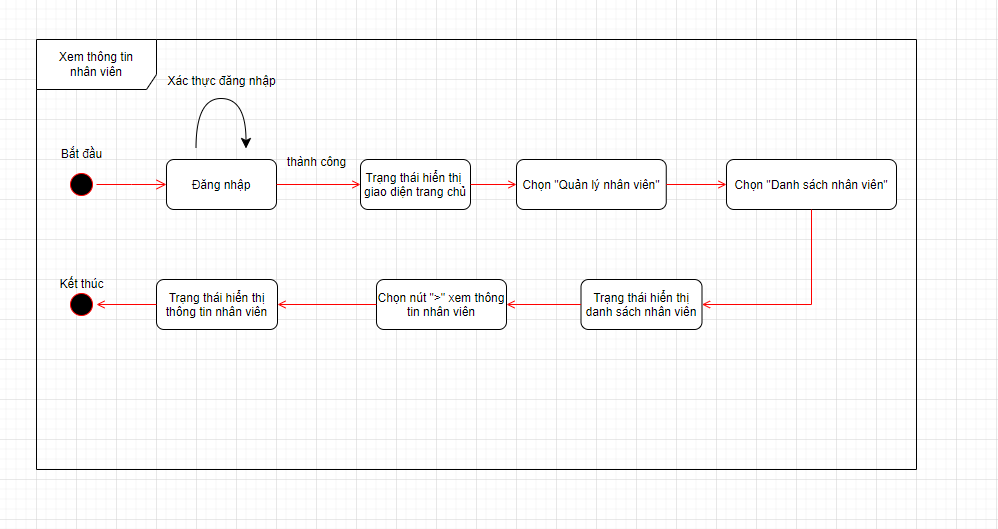 Xem thông tin
nhân viên
Xác thực đăng nhập
Bắt đầu
Đăng nhập
thành công
Trạng thái hiển thị
giao diện trang chủ
Chọn "Quản lý nhân viên"
Chọn "Danh sách nhân viên"
Kết thúc
Trạng thái hiển thị
thông tin nhân viên
Chọn nút ">" xem thông
tin nhân viên
Trạng thái hiển thị
danh sách nhân viên